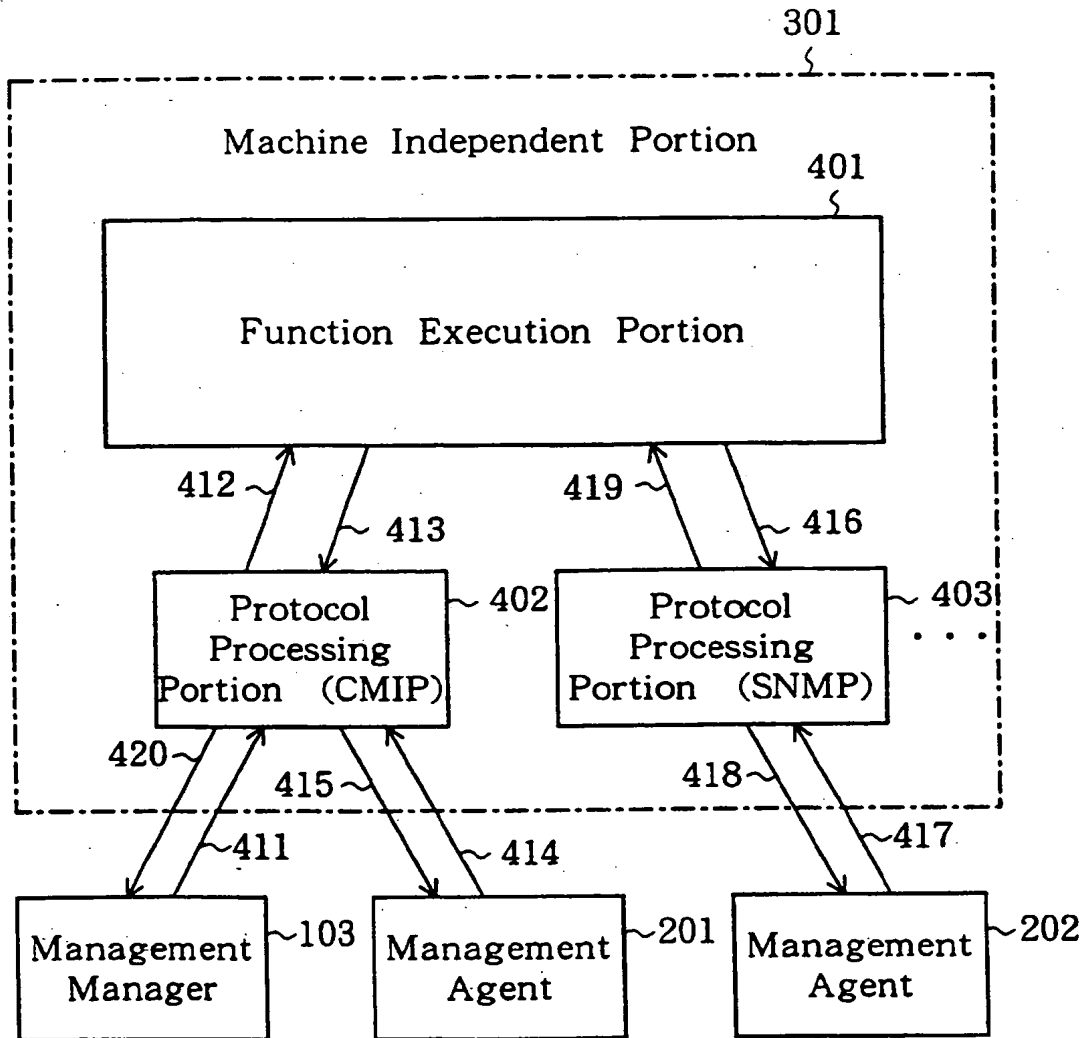 301
Machine Independent Portion
401
Function Execution Portion
412
413
419
416
Protocol
Processing
Portion (CMIP)
402
Protocol
Processing
Portion (SNMP)
403
. . .
420
411
415
414
418
417
Management
Manager
103
Management
Agent
201
Management
Agent
202